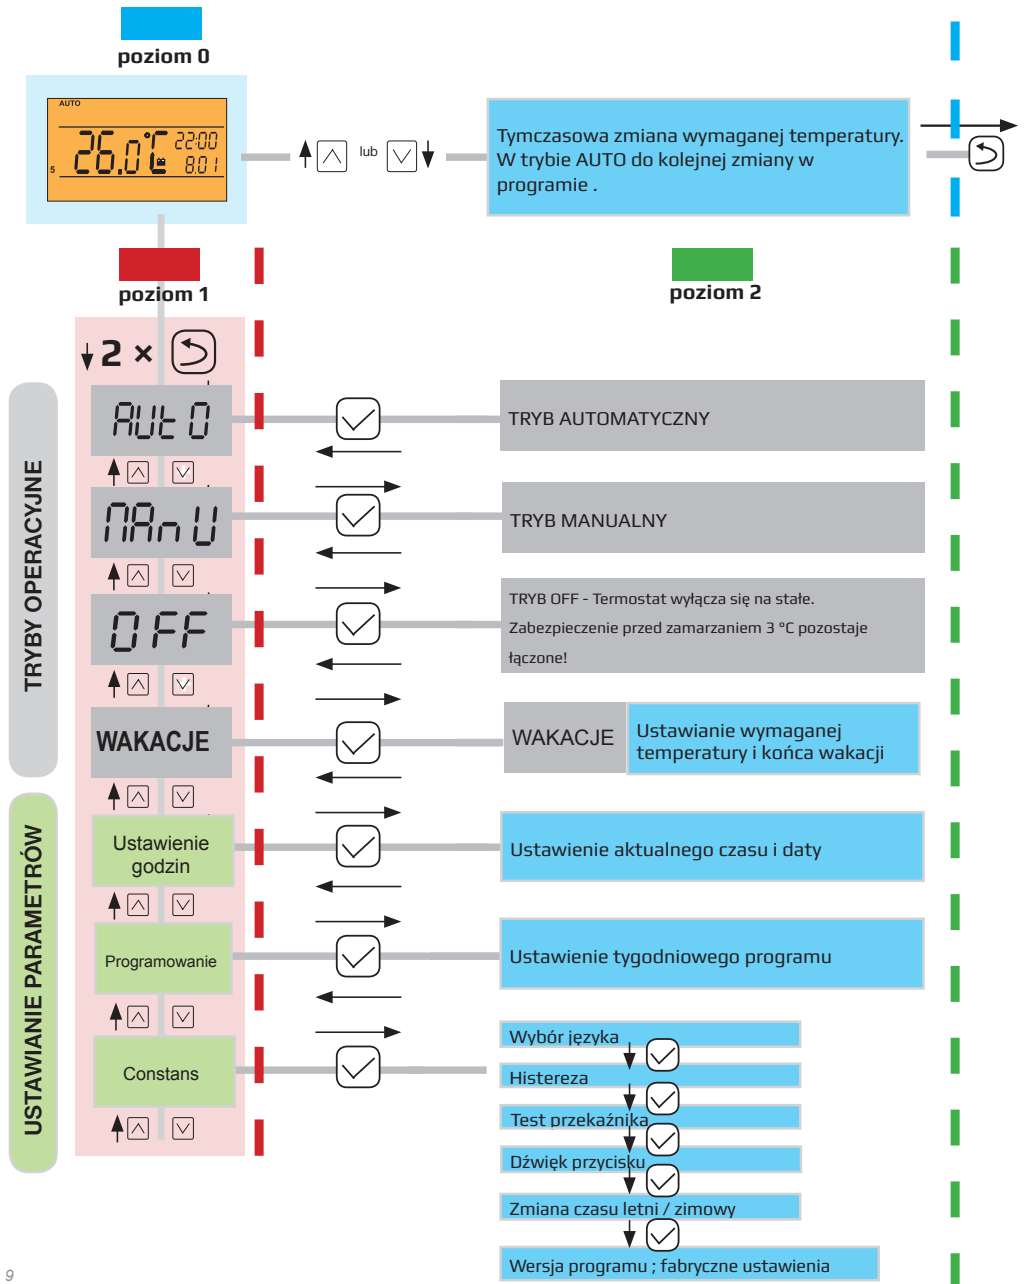 poziom 0
AUTO
26.0°C 22:00
5 8.01
lub
Tymczasowa zmiana wymaganej temperatury.
W trybie AUTO do kolejnej zmiany w
programie .
poziom 1
poziom 2
2 ×
TRYBY OPERACYJNE
AUtO
TRYB AUTOMATYCZNY
MAnU
TRYB MANUALNY
OFF
TRYB OFF - Termostat wyłącza się na stałe.
Zabezpieczenie przed zamarzaniem 3 °C pozostaje
łączone!
WAKACJE
WAKACJE
Ustawianie wymaganej
temperatury i końca wakacji
USTAWIANIE PARAMETRÓW
Ustawienie
godzin
Ustawienie aktualnego czasu i daty
Programowanie
Ustawienie tygodniowego programu
Constans
Wybór języka
Histereza
Test przekaźnika
Dźwięk przycisku
Zmiana czasu letni / zimowy
Wersja programu ; fabryczne ustawienia
9